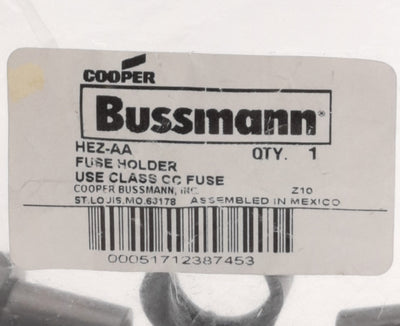 COOPER
Bussmann®
HEZ-AA QTY. 1
FUSE HOLDER
USE CLASS CC FUSE
COOPER BUSSMANN, INC. Z10
ST.LOUIS.MO.63178 ASSEMBLED IN MEXICO
00051712387453